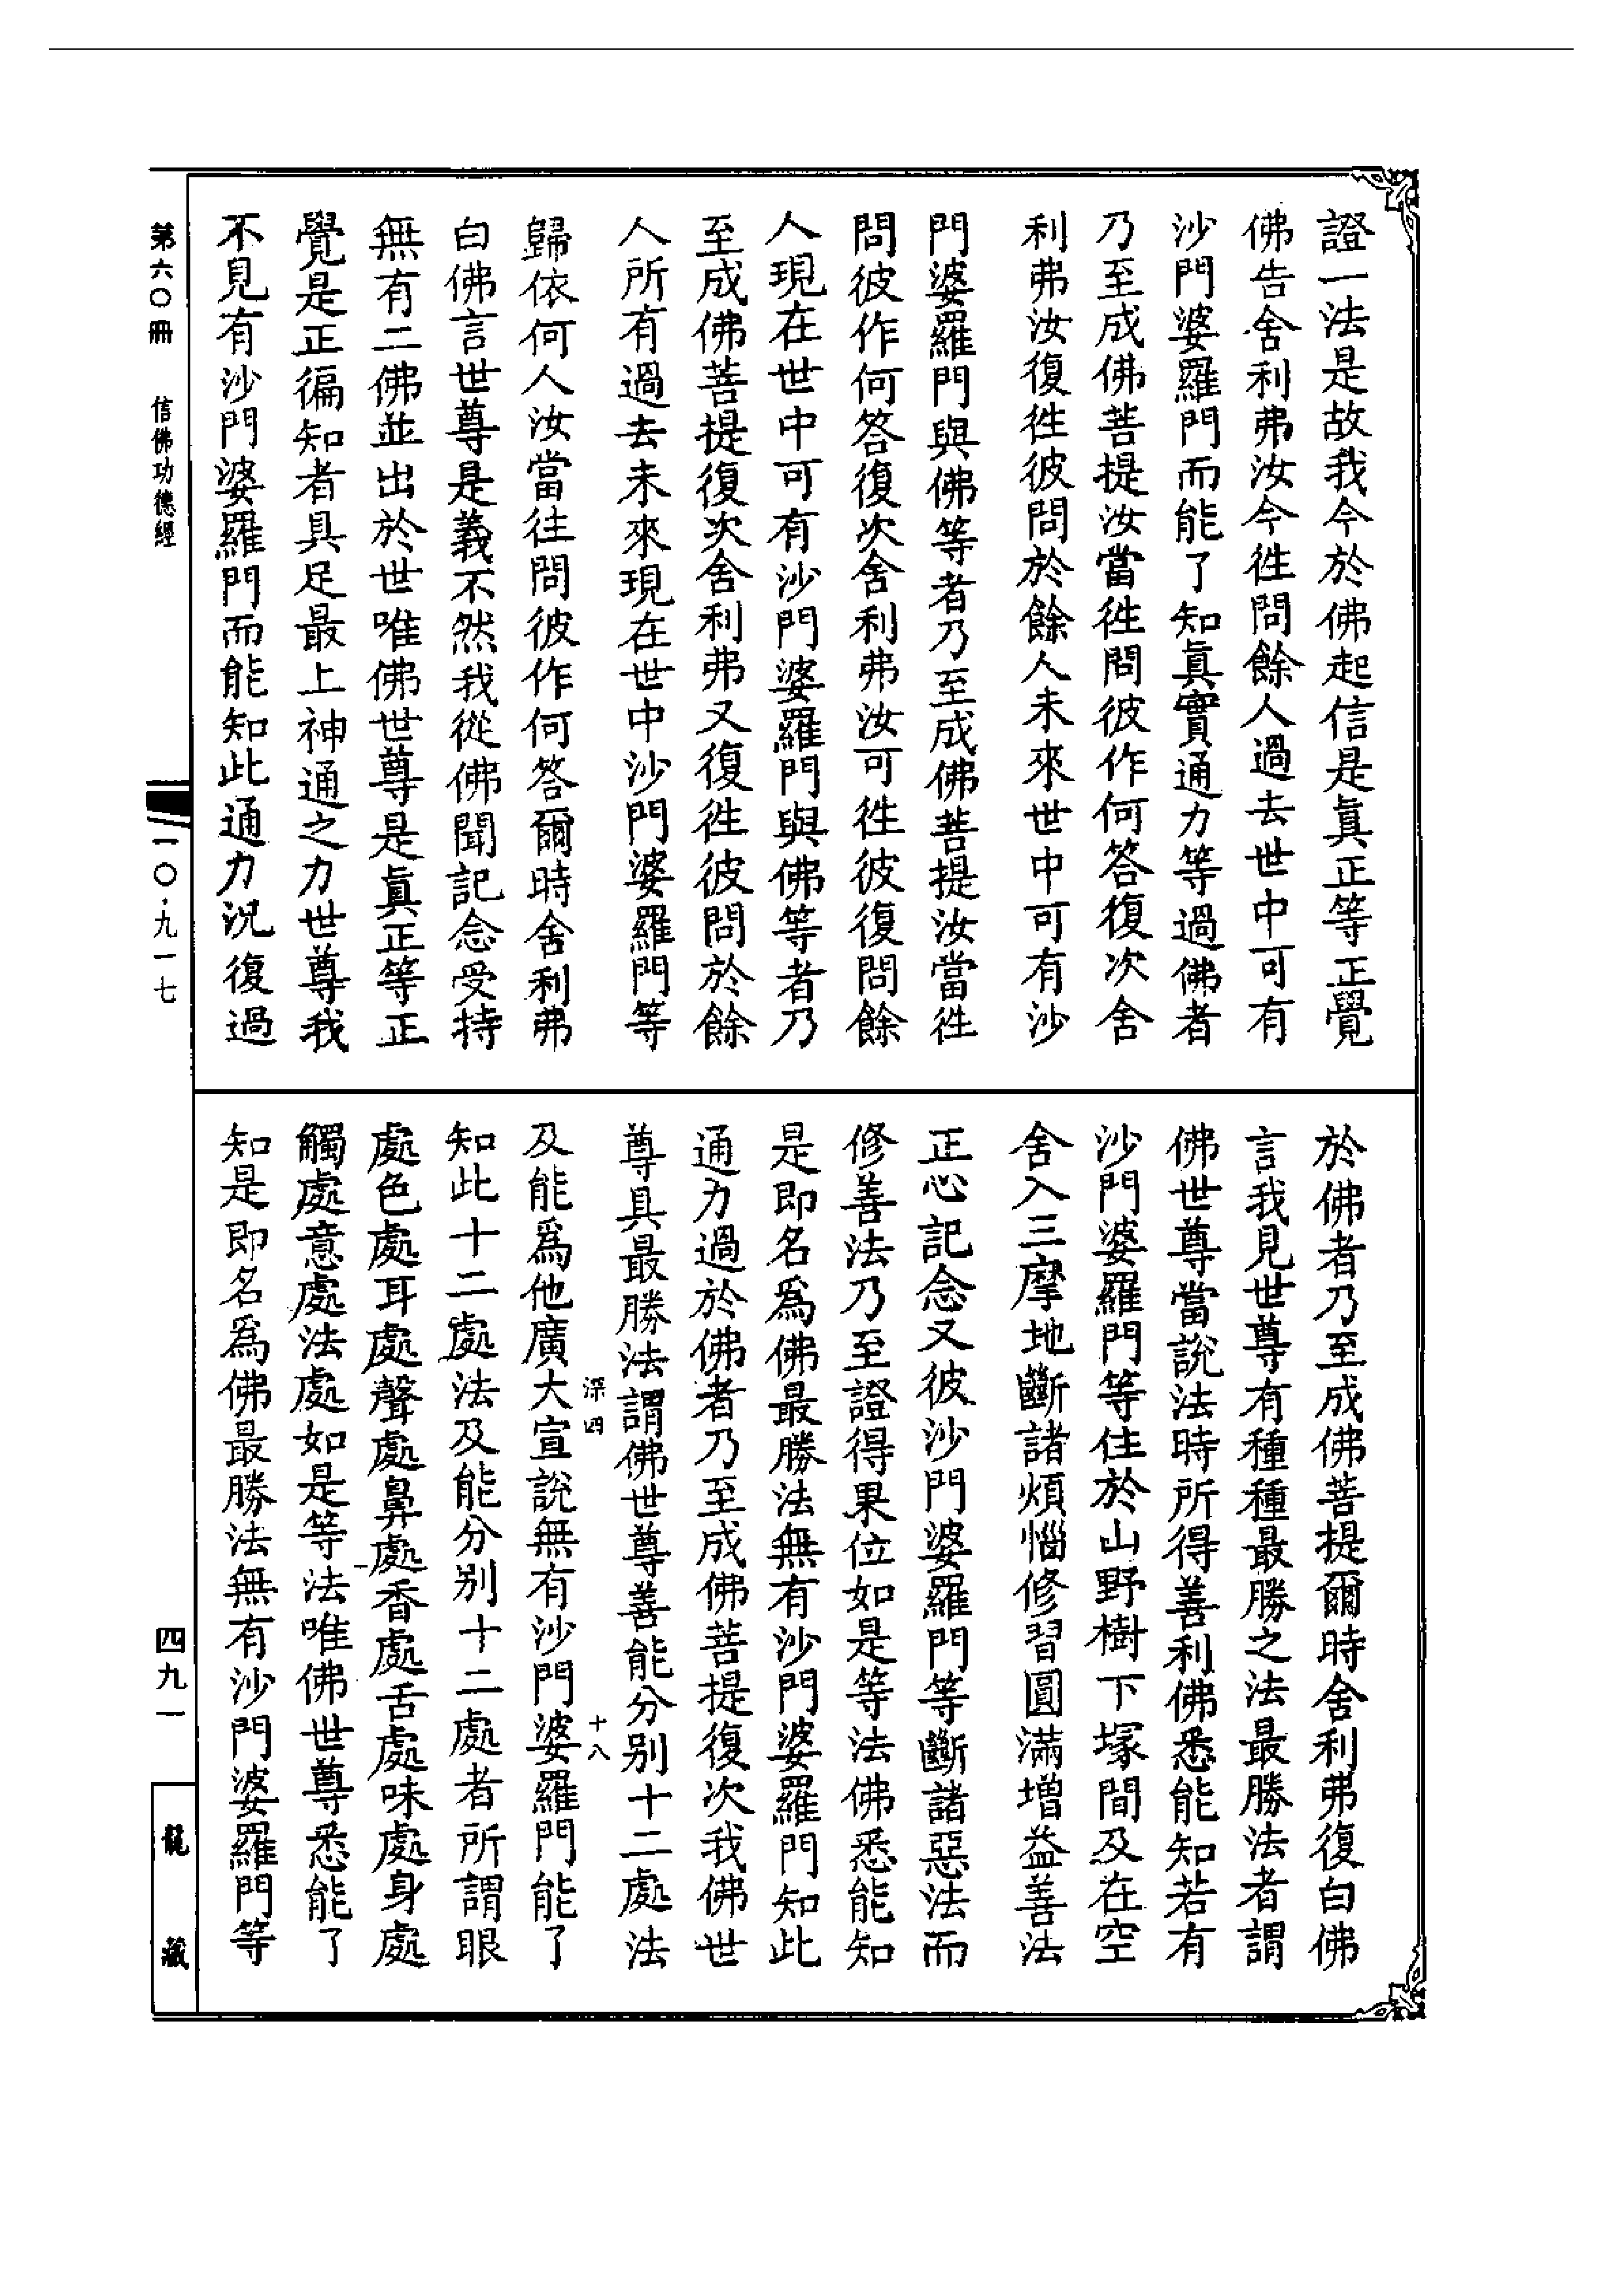 證一法是故我今於佛起信是真正等正覺
佛告舍利弗汝今徃問餘人過去世中可有
沙門婆羅門而能了知真實通力等過佛者
乃至成佛菩提汝當徃問彼作何答復次舍
利弗汝復徃彼問於餘人未來世中可有沙
門婆羅門與佛等者乃至成佛菩提汝當徃
問彼作何答復次舍利弗汝可徃彼復問餘
人現在世中可有沙門婆羅門與佛等者乃
至成佛菩提復次舍利弗又復徃彼問於餘
人所有過去未來現在世中沙門婆羅門等
歸依何人汝當往問彼作何答爾時舍利弗
白佛言世尊是義不然我從佛聞記念受持
無有二佛並出於世唯佛世尊是真正等正
覺是正徧知者具足最上神通之力世尊我
不見有沙門婆羅門而能知此通力況復過
於佛者乃至成佛菩提爾時舍利弗復白佛
言我見世尊有種種最勝之法最勝法者謂
佛世尊當說法時所得善利佛悉能知若有
沙門婆羅門等住於山野樹下塚間及在空
舍入三摩地斷諸煩惱修習圓滿增益善法
正心記念又彼沙門婆羅門等斷諸惡法而
修善法乃至證得果位如是等法佛悉能知
是即名爲佛最勝法無有沙門婆羅門知此
通力過於佛者乃至成佛菩提復次我佛世
尊具最勝法謂佛世尊善能分別十二處法
深四 十八
及能爲他廣大宣說無有沙門婆羅門能了
知此十二處法及能分別十二處者所謂眼
處色處耳處聲處鼻處香處舌處味處身處
觸處意處法處如是等法唯佛世尊悉能了
知是即名爲佛最勝法無有沙門婆羅門等
第六〇冊 信佛功德經
一〇·九一七
四九一
龍藏